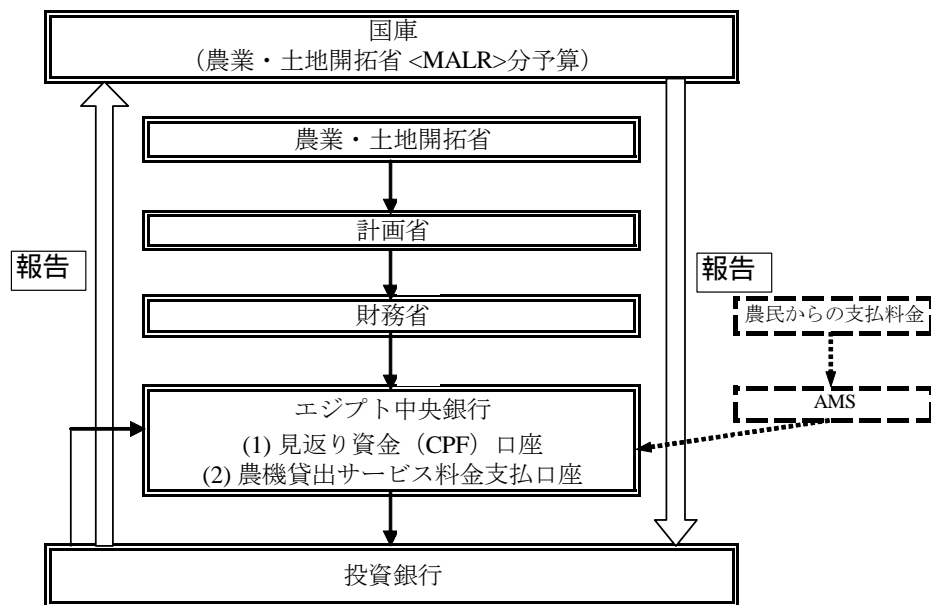 国庫
（農業・土地開拓省 <MALR>分予算）
農業・土地開拓省
計画省
報告
報告
財務省
農民からの支払料金
エジプト中央銀行
(1) 見返り資金（CPF）口座
(2) 農機貸出サービス料金支払口座
AMS
投資銀行